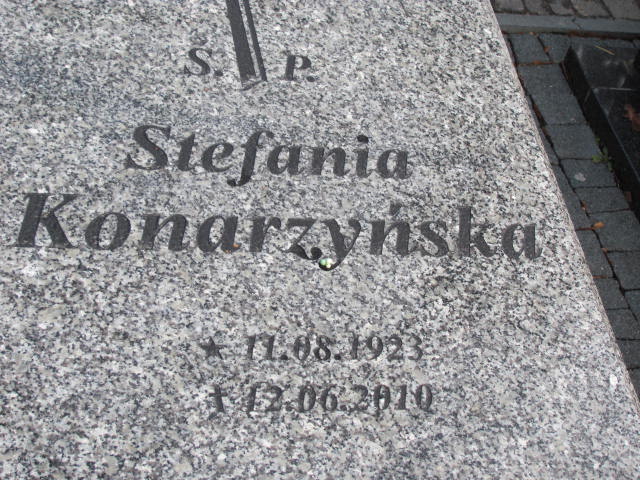 Ś. P.
Stefania
Konarzyńska
★ 11.08.1923
✝ 12.06.2010